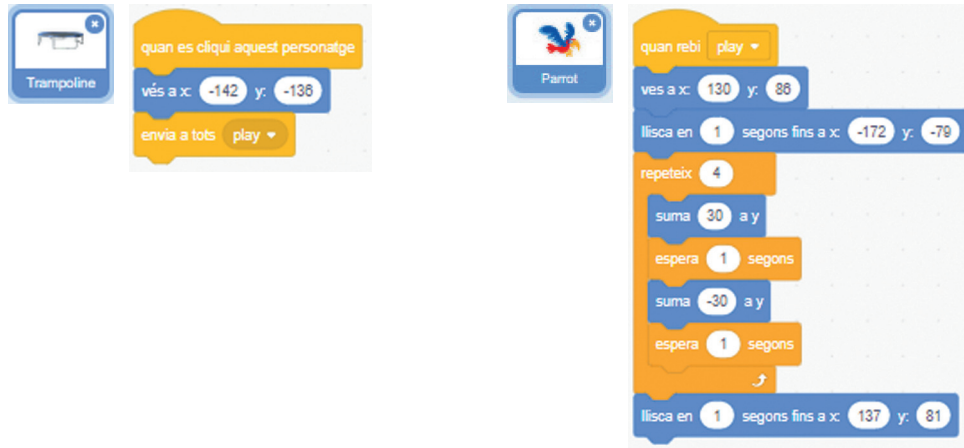 Trampoline
quan es cliqui aquest personatge
vés a x: -142 y: -136
envia a tots play
Parrot
quan rebi play
ves a x: 130 y: 86
llisca en 1 segons fins a x: -172 y: -79
repeteix 4
suma 30 a y
espera 1 segons
suma -30 a y
espera 1 segons
llisca en 1 segons fins a x: 137 y: 81